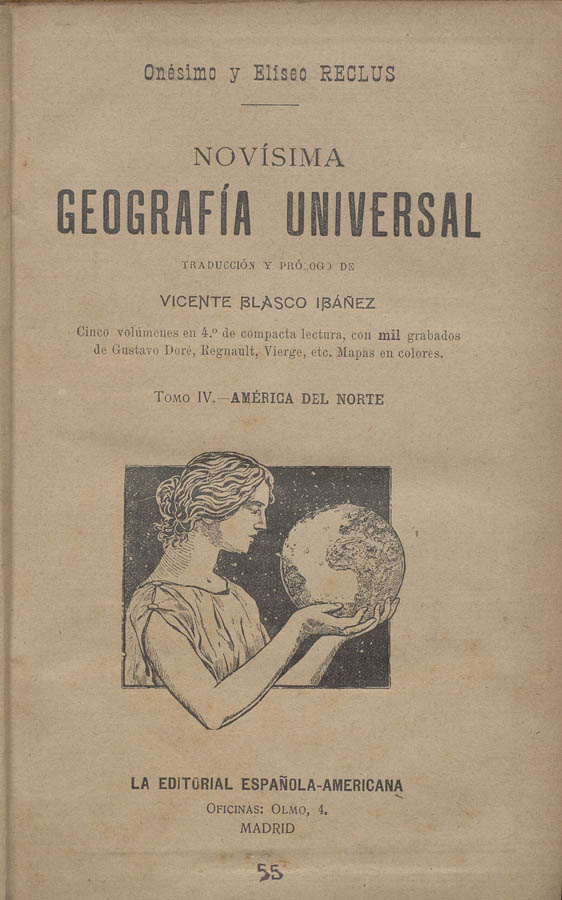 Onésimo y Elíseo RECLUS
NOVÍSIMA
GEOGRAFÍA UNIVERSAL
TRADUCCIÓN Y PRÓLOGO DE
VICENTE BLASCO IBÁÑEZ
Cinco volúmenes en 4.º de compacta lectura, con mil grabados
de Gustavo Doré, Regnault, Vierge, etc. Mapas en colores.
TOMO IV.—AMÉRICA DEL NORTE
LA EDITORIAL ESPAÑOLA-AMERICANA
OFICINAS: OLMO, 4.
MADRID
55